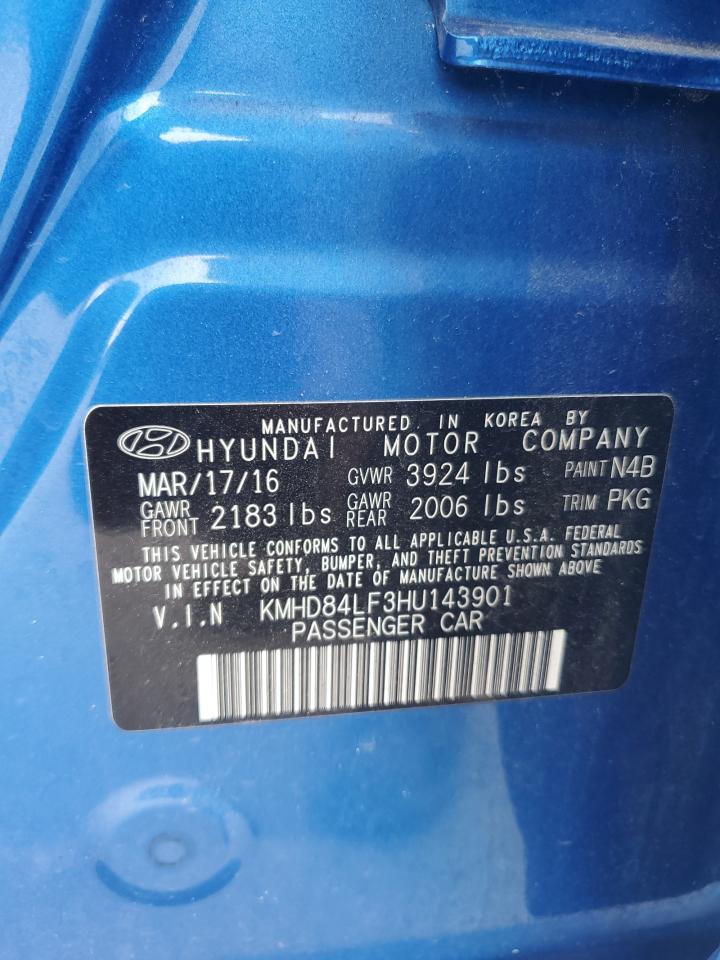 MANUFACTURED IN KOREA BY
HYUNDAI MOTOR COMPANY
MAR/17/16 GVWR 3924 lbs PAINT N4B
GAWR FRONT 2183 lbs GAWR REAR 2006 lbs TRIM PKG
THIS VEHICLE CONFORMS TO ALL APPLICABLE U.S.A. FEDERAL
MOTOR VEHICLE SAFETY, BUMPER, AND THEFT PREVENTION STANDARDS
IN EFFECT ON THE DATE OF MANUFACTURE SHOWN ABOVE
V.I.N KMHD84LF3HU143901
PASSENGER CAR